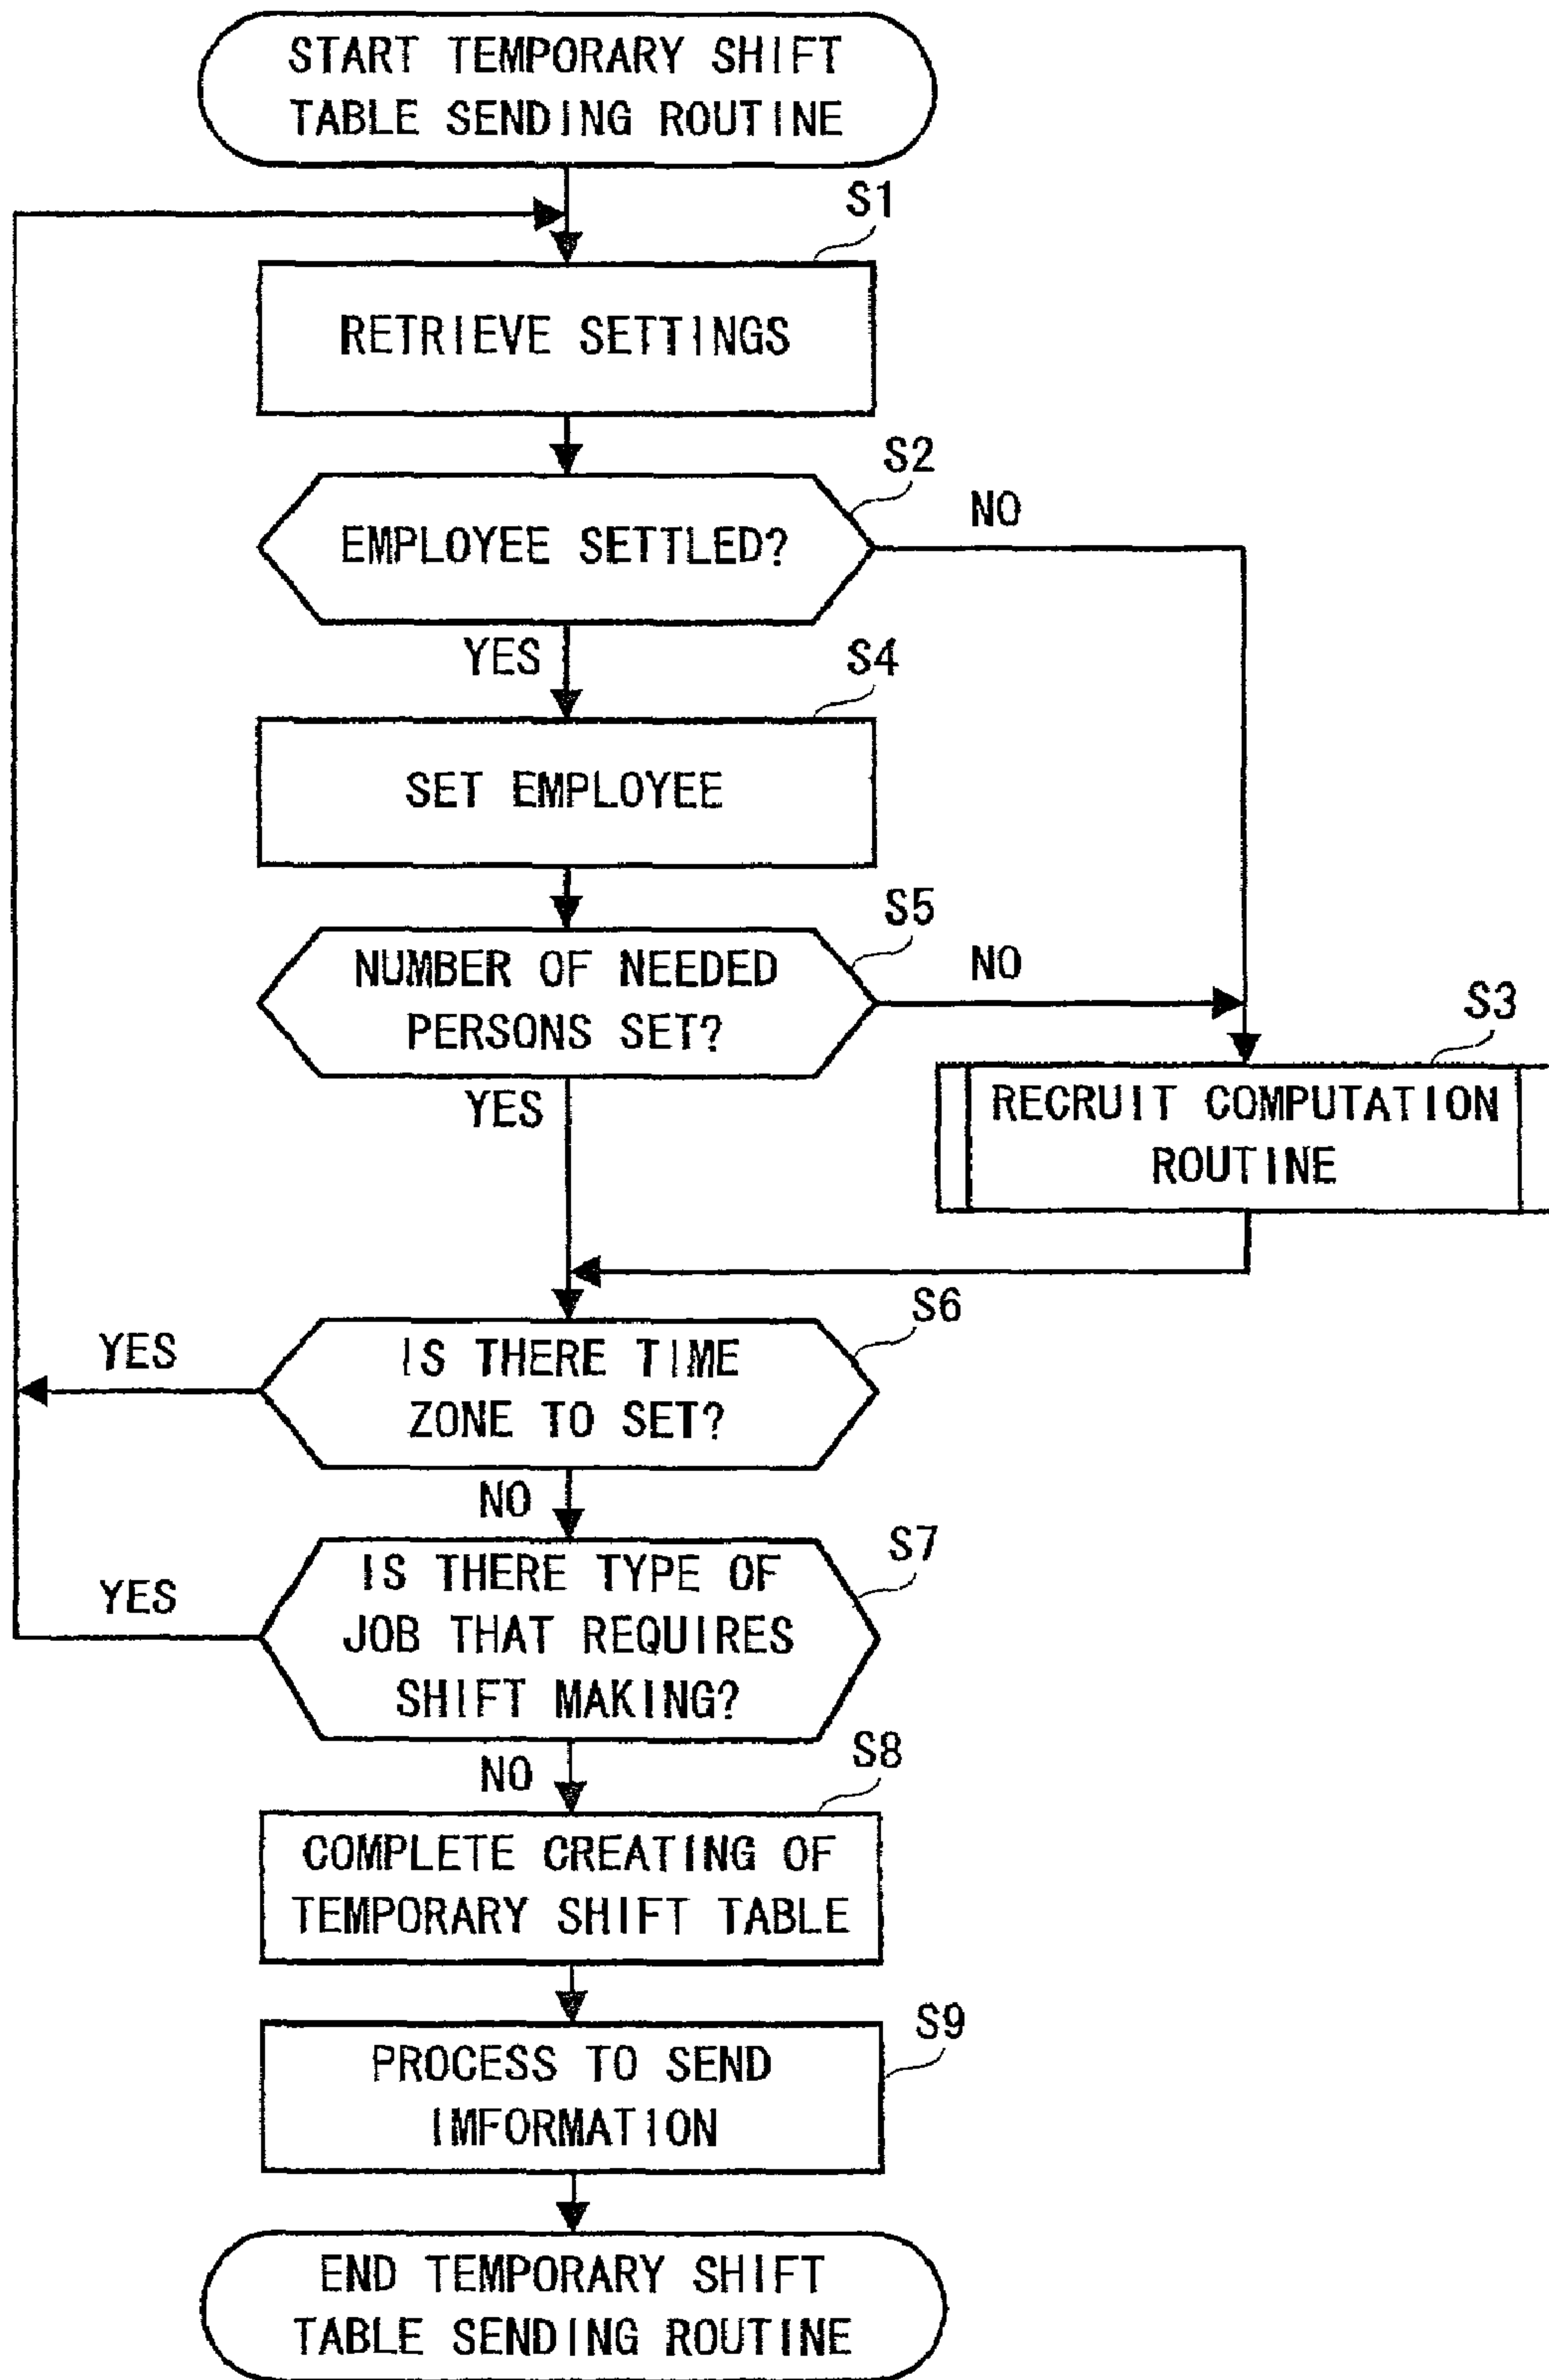 START TEMPORARY SHIFT
TABLE SENDING ROUTINE
S1
RETRIEVE SETTINGS
S2
EMPLOYEE SETTLED?
NO
YES
S4
SET EMPLOYEE
S5
NUMBER OF NEEDED
PERSONS SET?
NO
YES
S3
RECRUIT COMPUTATION
ROUTINE
S6
IS THERE TIME
ZONE TO SET?
YES
NO
S7
IS THERE TYPE OF
JOB THAT REQUIRES
SHIFT MAKING?
YES
NO
S8
COMPLETE CREATING OF
TEMPORARY SHIFT TABLE
S9
PROCESS TO SEND
IMFORMATION
END TEMPORARY SHIFT
TABLE SENDING ROUTINE